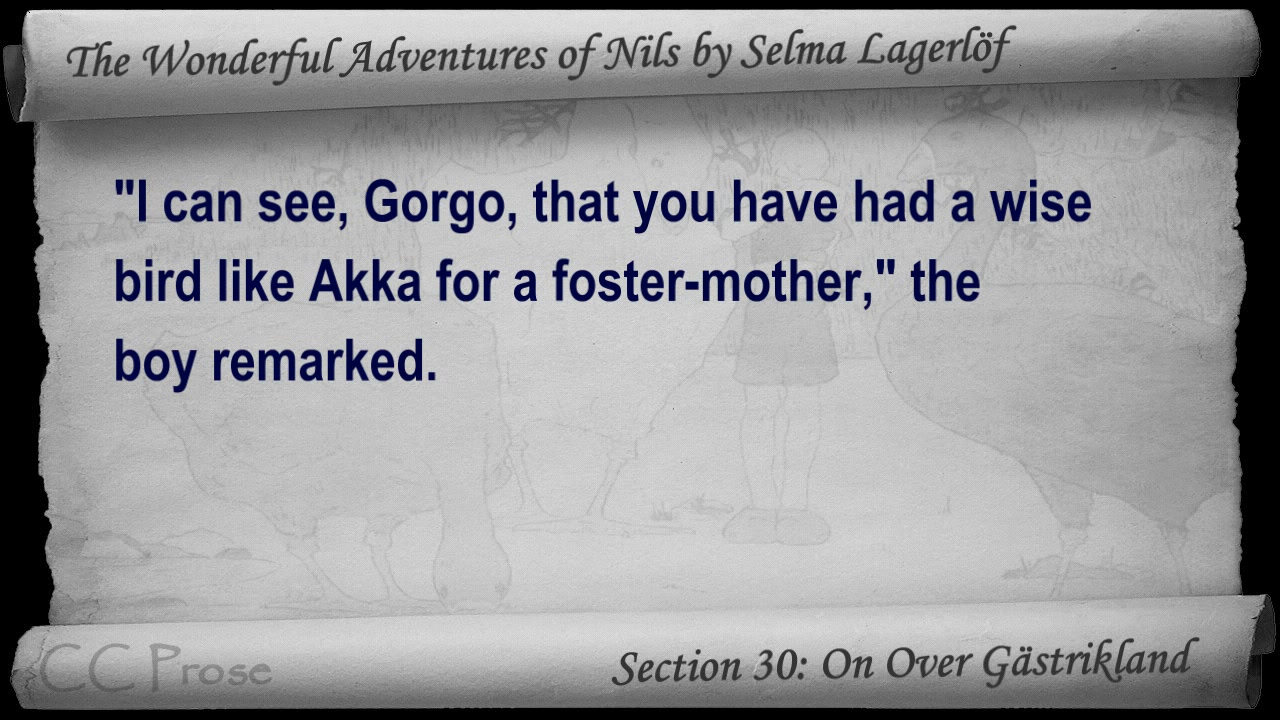 The Wonderful Adventures of Nils by Selma Lagerlöf
"I can see, Gorgo, that you have had a wise
bird like Akka for a foster-mother," the
boy remarked.
CC Prose
Section 30: On Over Gästrikland